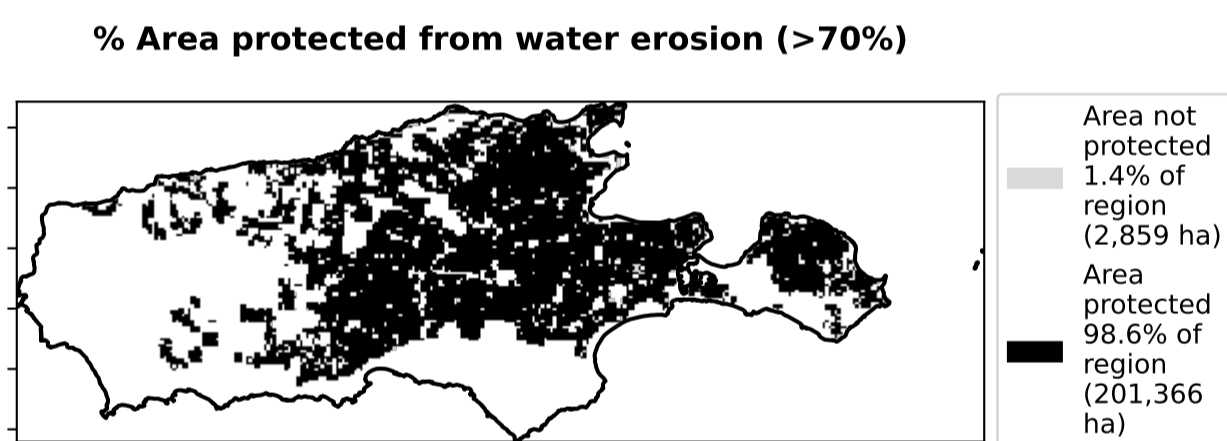 % Area protected from water erosion (>70%)
Area not
protected
1.4% of
region
(2,859 ha)
Area
protected
98.6% of
region
(201,366
ha)